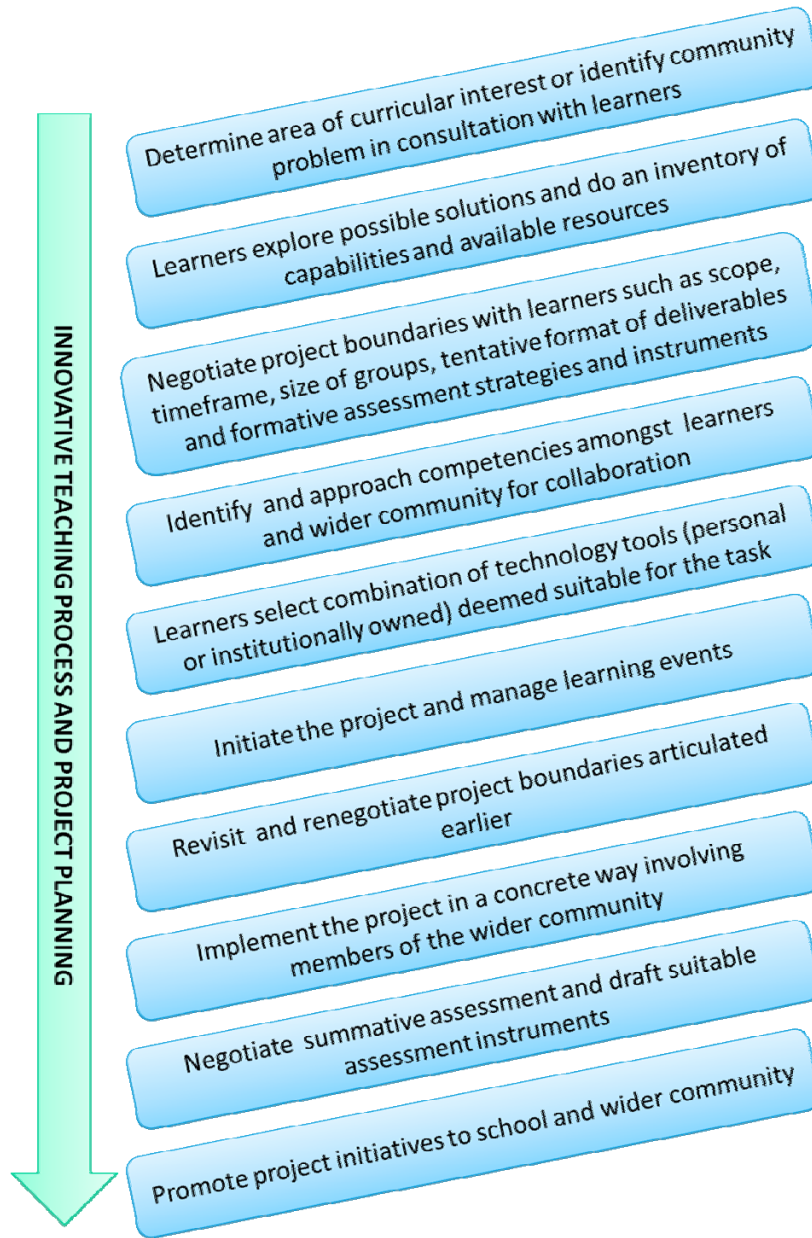 INNOVATIVE TEACHING PROCESS AND PROJECT PLANNING
Determine area of curricular interest or identify community
problem in consultation with learners
Learners explore possible solutions and do an inventory of
capabilities and available resources
Negotiate project boundaries with learners such as scope,
timeframe, size of groups, tentative format of deliverables
and formative assessment strategies and instruments
Identify and approach competencies amongst learners
and wider community for collaboration
Learners select combination of technology tools (personal
or institutionally owned) deemed suitable for the task
Initiate the project and manage learning events
Revisit and renegotiate project boundaries articulated
earlier
Implement the project in a concrete way involving
members of the wider community
Negotiate summative assessment and draft suitable
assessment instruments
Promote project initiatives to school and wider community